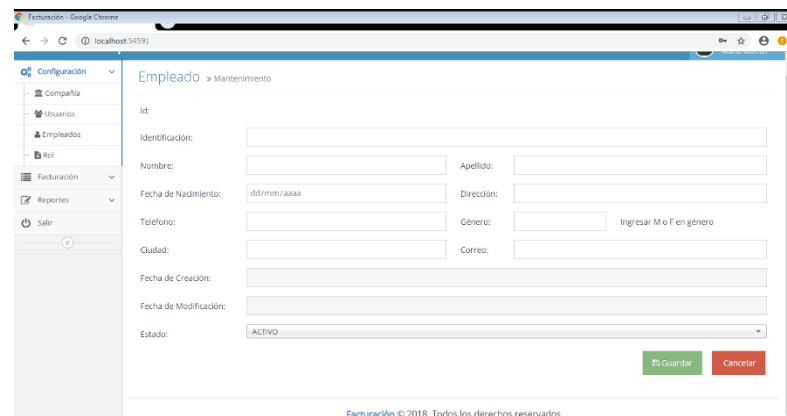 Facturación - Google Chrome
localhost:54591
Configuración
Compañia
Usuarios
Empleados
Rol
Facturación
Reportes
Salir
Empleado » Mantenimiento
Id:
Identificación:
Nombre: Apellido:
Fecha de Nacimiento: dd/mm/aaaa Dirección:
Teléfono: Género: Ingresar M o F en género
Ciudad: Correo:
Fecha de Creación:
Fecha de Modificación:
Estado: ACTIVO
Guardar Cancelar
Facturación © 2018. Todos los derechos reservados.